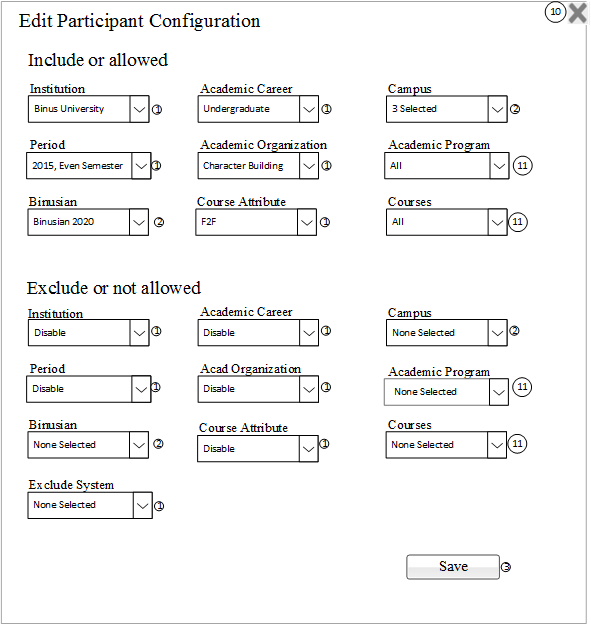 Edit Participant Configuration 10
Include or allowed
Institution Academic Career Campus
Binus University 1 Undergraduate 1 3 Selected 2
Period Academic Organization Academic Program
2015, Even Semester 1 Character Building 1 All 11
Binusian Course Attribute Courses
Binusian 2020 2 F2F 1 All 11
Exclude or not allowed
Institution Academic Career Campus
Disable 1 Disable 1 None Selected 2
Period Acad Organization Academic Program
Disable 1 Disable 1 None Selected 11
Binusian Course Attribute Courses
None Selected 2 Disable 1 None Selected 11
Exclude System
None Selected 1
Save 3